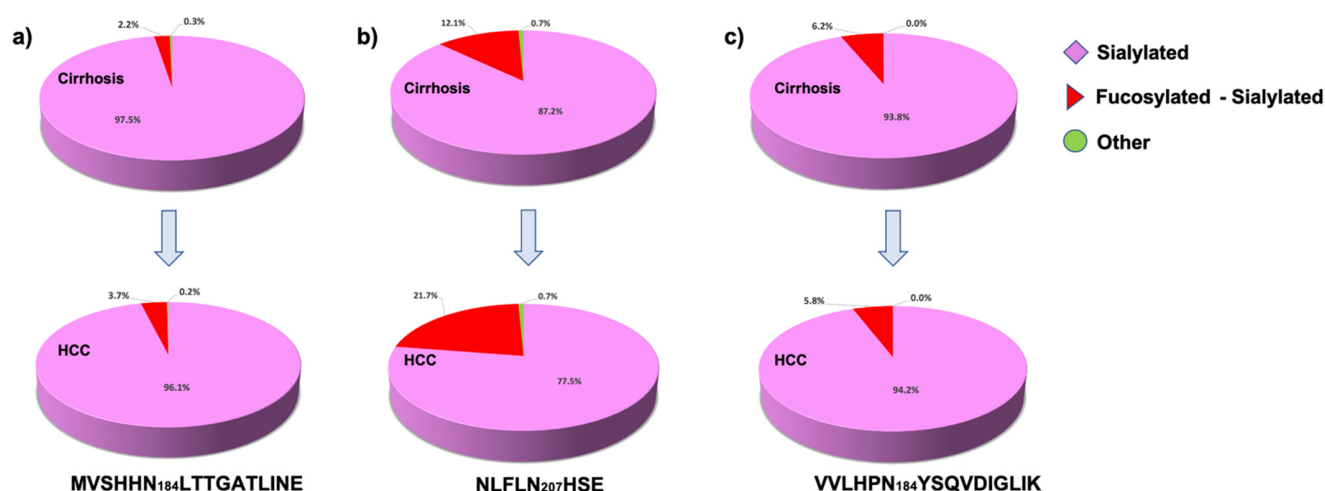 a)
2.2%
0.3%
Cirrhosis
97.5%
3.7%
0.2%
HCC
96.1%
MVSHHN184LTTGATLINE
b)
12.1%
0.7%
Cirrhosis
87.2%
21.7%
0.7%
HCC
77.5%
NLFLN207HSE
c)
6.2%
0.0%
Cirrhosis
93.8%
5.8%
0.0%
HCC
94.2%
VVLHPN184YSQVDIGLIK
Sialylated
Fucosylated - Sialylated
Other